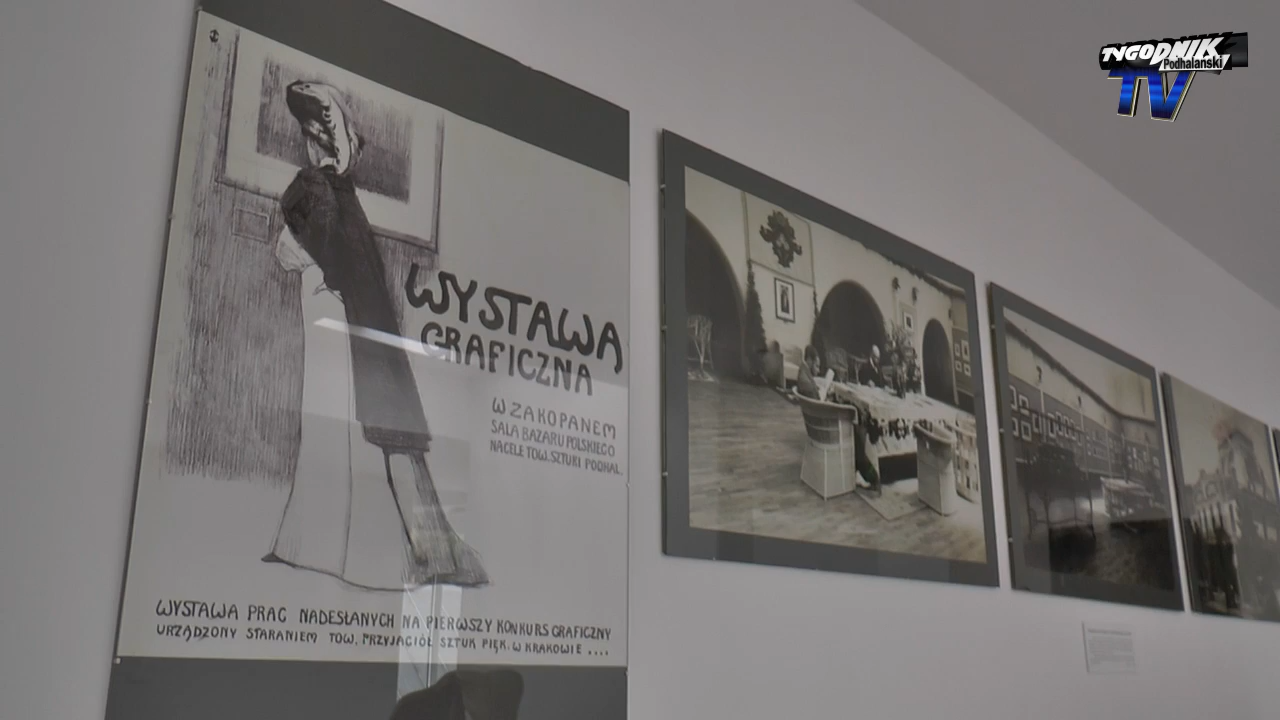 TYGODNIK
Podhalański
TV
WYSTAWA
GRAFICZNA
W ZAKOPANEM
SALA BAZARU POLSKIEGO
NACELE TOW. SZTUKI PODHAL.
WYSTAWA PRAC NADESŁANYCH NA PIERWSZY KONKURS GRAFICZNY
URZĄDZONY STARANIEM TOW. PRZYJACIÓŁ SZTUK PIĘK. W KRAKOWIE ....